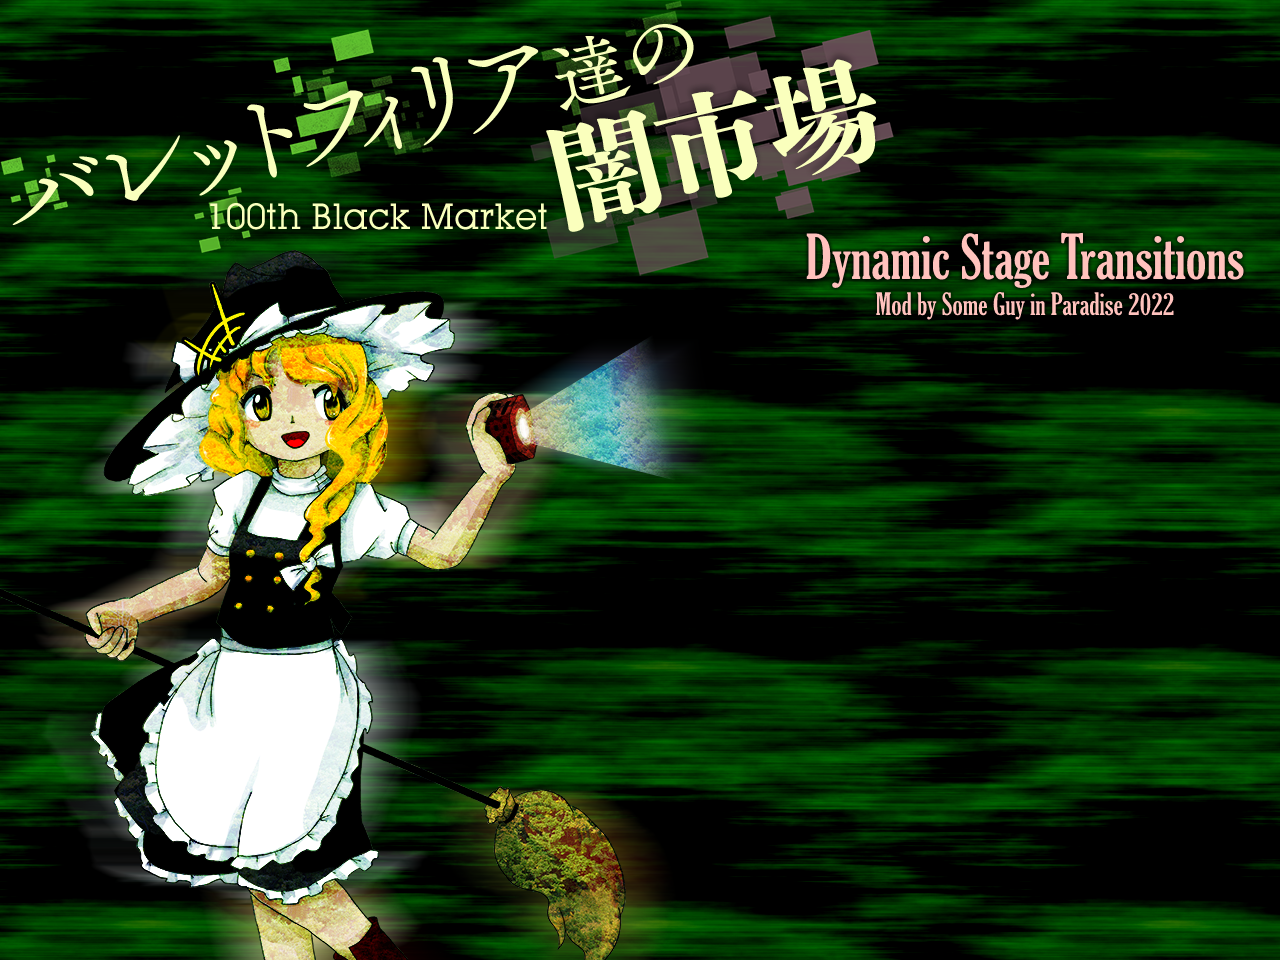 バレットフィリア達の
闇市場
100th Black Market
Dynamic Stage Transitions
Mod by Some Guy in Paradise 2022